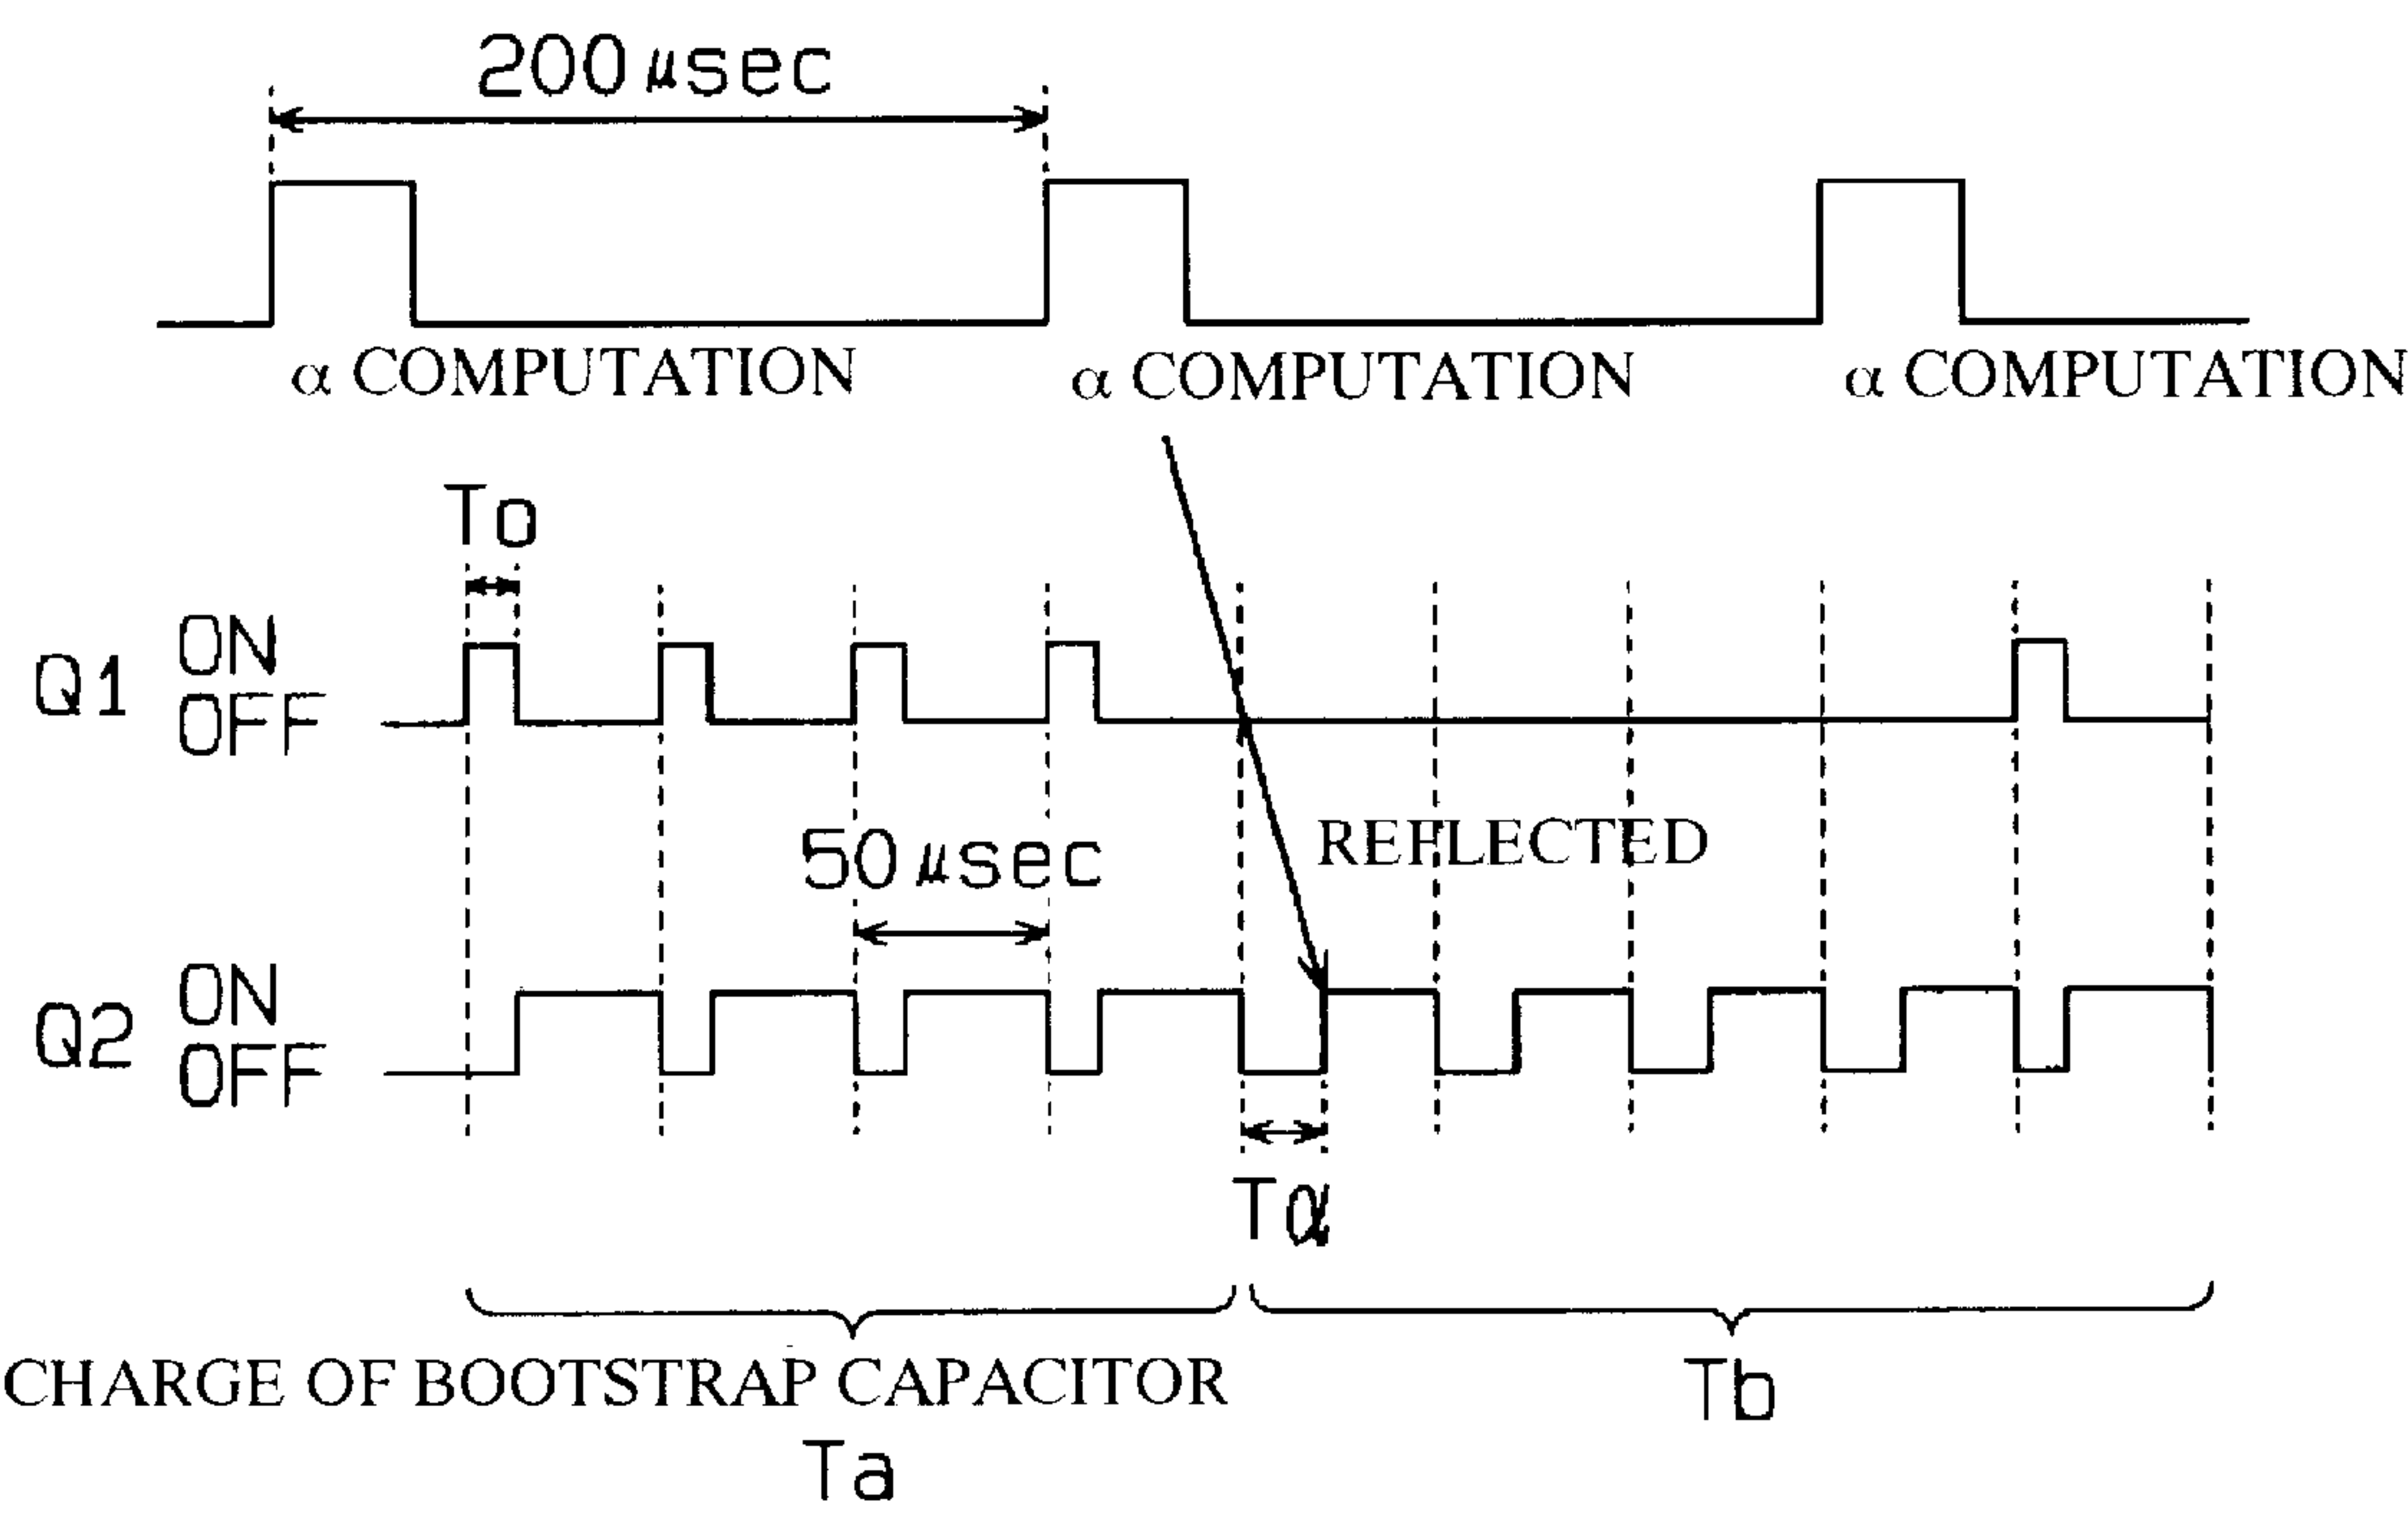 200μsec
α COMPUTATION
α COMPUTATION
α COMPUTATION
To
Q1
ON
OFF
REFLECTED
50μsec
Q2
ON
OFF
Tα
CHARGE OF BOOTSTRAP CAPACITOR
Ta
Tb